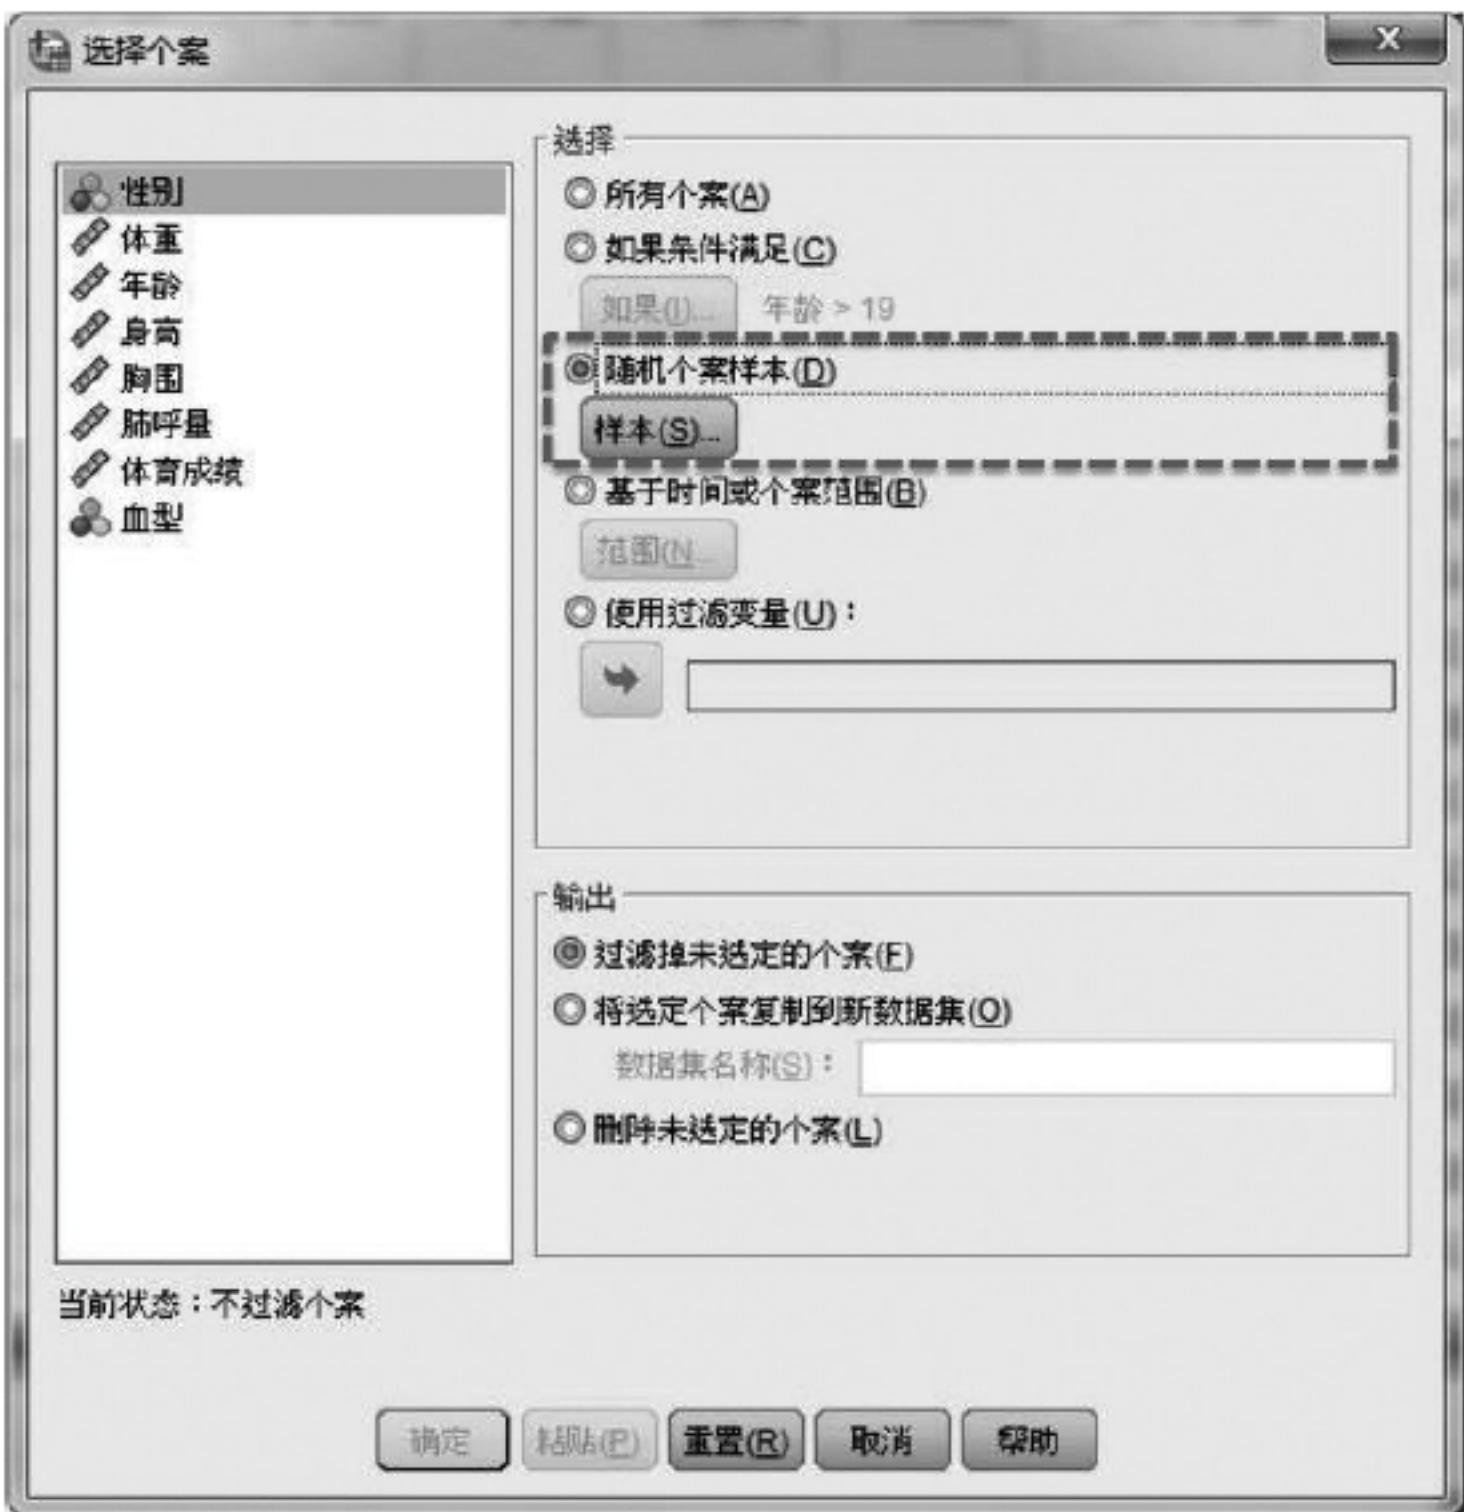 选择个案
性别
体重
年龄
身高
胸围
肺呼量
体育成绩
血型
选择
所有个案(A)
如果条件满足(C)
如果(I)... 年龄 > 19
随机个案样本(D)
样本(S)...
基于时间或个案范围(B)
范围(N...
使用过滤变量(U)：
输出
过滤掉未选定的个案(F)
将选定个案复制到新数据集(O)
数据集名称(S)：
删除未选定的个案(L)
当前状态：不过滤个案
确定 粘贴(P) 重置(R) 取消 帮助